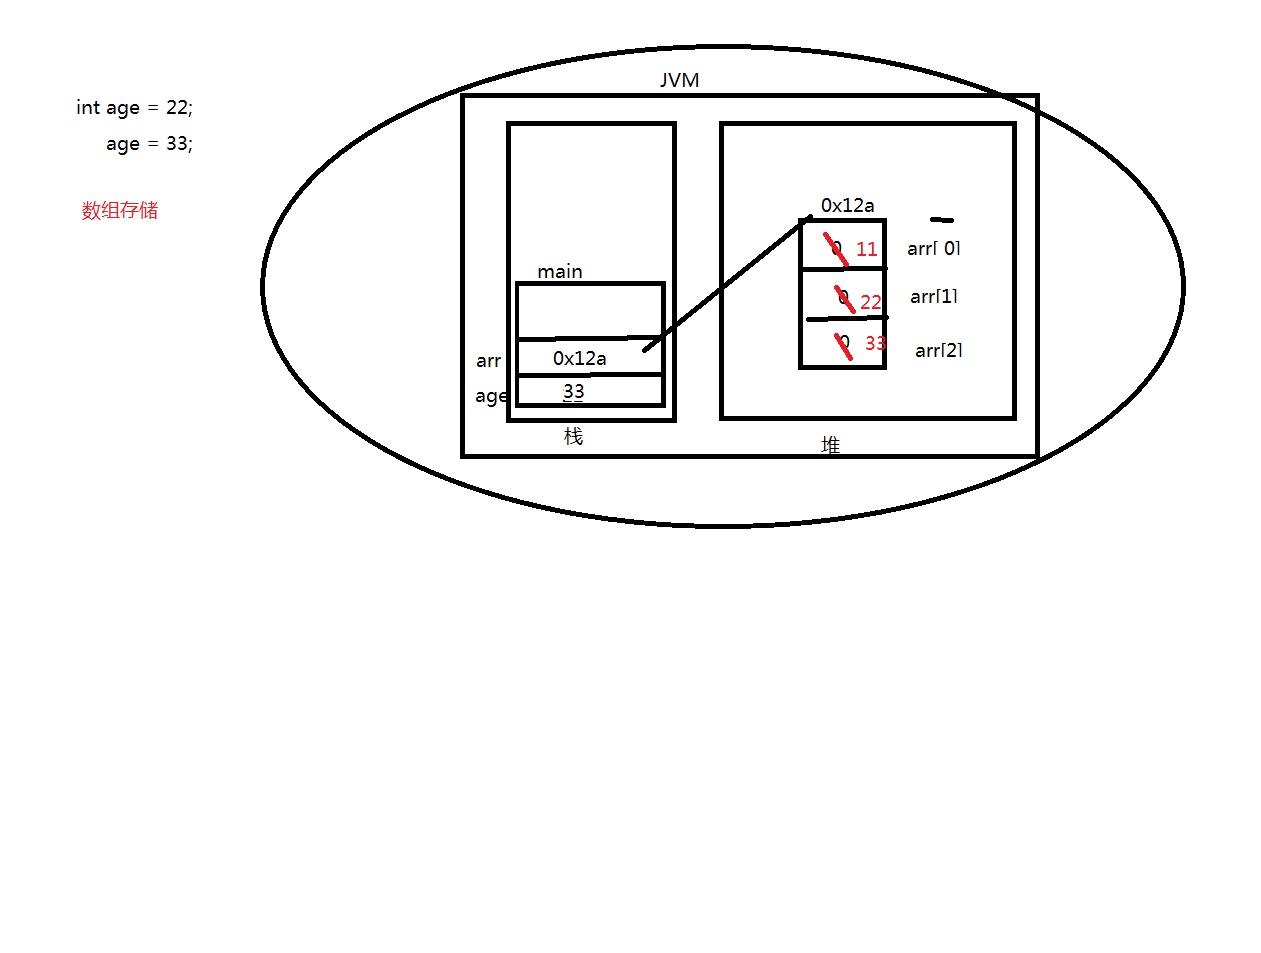 int age = 22;
age = 33;
数组存储
JVM
main
arr
0x12a
age
33
栈
0x12a
0 11 arr[ 0]
0 22 arr[1]
0 33 arr[2]
堆